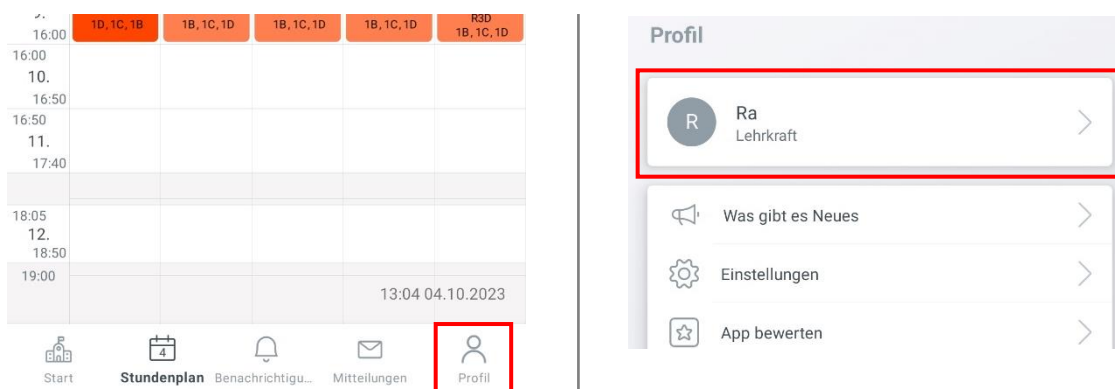 16:00
1D, 1C, 1B
1B, 1C, 1D
1B, 1C, 1D
1B, 1C, 1D
R3D
1B, 1C, 1D
16:00
10.
16:50
16:50
11.
17:40
18:05
12.
18:50
19:00
13:04 04.10.2023
Start
Stundenplan
Benachrichtigu...
Mitteilungen
Profil
4
Profil
R
Ra
Lehrkraft
Was gibt es Neues
Einstellungen
App bewerten